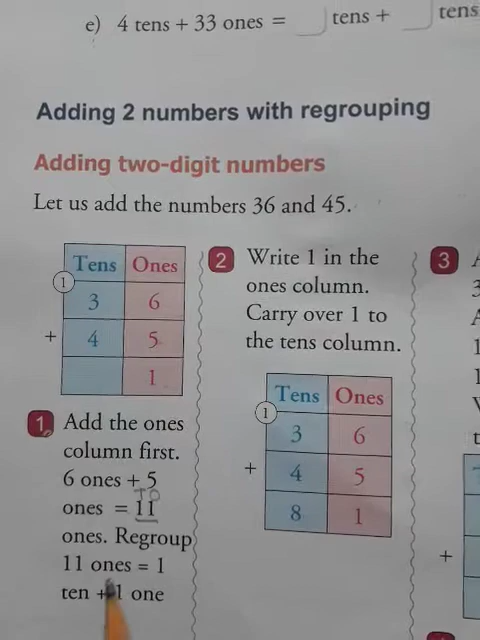 e) 4 tens + 33 ones = __ tens + __ tens
Adding 2 numbers with regrouping
Adding two-digit numbers
Let us add the numbers 36 and 45.
Tens Ones
1
3 6
+ 4 5
1
1 Add the ones
column first.
6 ones + 5
TO
ones = 11
ones. Regroup
11 ones = 1
ten + 1 one
2 Write 1 in the
ones column.
Carry over 1 to
the tens column.
Tens Ones
1
3 6
+ 4 5
8 1
3
+